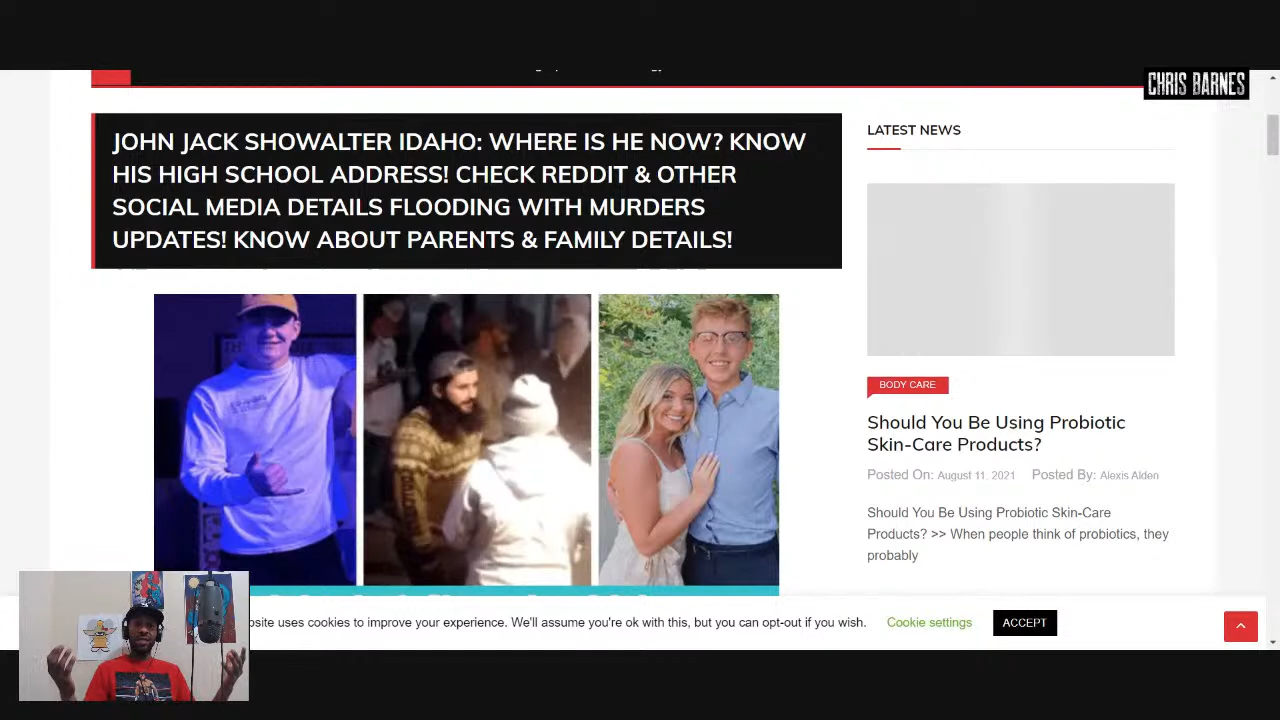 CHRIS BARNES
JOHN JACK SHOWALTER IDAHO: WHERE IS HE NOW? KNOW
HIS HIGH SCHOOL ADDRESS! CHECK REDDIT & OTHER
SOCIAL MEDIA DETAILS FLOODING WITH MURDERS
UPDATES! KNOW ABOUT PARENTS & FAMILY DETAILS!
LATEST NEWS
BODY CARE
Should You Be Using Probiotic
Skin-Care Products?
Posted On: August 11, 2021 Posted By: Alexis Alden
Should You Be Using Probiotic Skin-Care
Products? >> When people think of probiotics, they
probably
uses cookies to improve your experience. We'll assume you're ok with this, but you can opt-out if you wish.
Cookie settings
ACCEPT